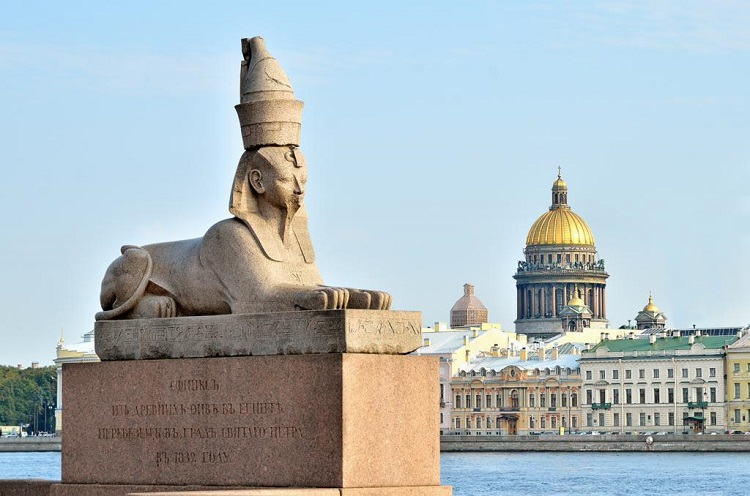 СФИНКСЪ
ИЗЪ ДРЕВНИХЪ ѲИВЪ ВЪ ЕГИПТѢ
ПЕРЕВЕЗЕНЪ ВЪ ГРАДЪ СВЯТАГО ПЕТРА
ВЪ 1832 ГОДУ